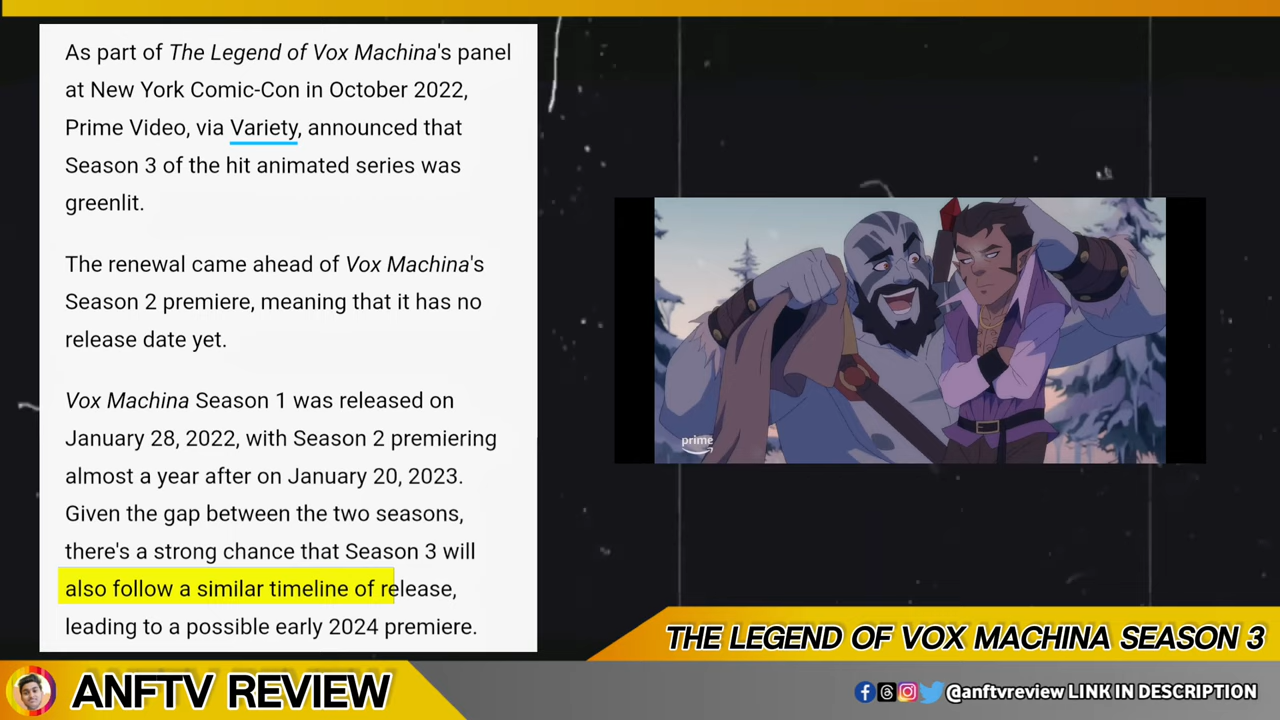 As part of The Legend of Vox Machina's panel
at New York Comic-Con in October 2022,
Prime Video, via Variety, announced that
Season 3 of the hit animated series was
greenlit.
The renewal came ahead of Vox Machina's
Season 2 premiere, meaning that it has no
release date yet.
Vox Machina Season 1 was released on
January 28, 2022, with Season 2 premiering
almost a year after on January 20, 2023.
Given the gap between the two seasons,
there's a strong chance that Season 3 will
also follow a similar timeline of release,
leading to a possible early 2024 premiere.
prime
THE LEGEND OF VOX MACHINA SEASON 3
ANFTV REVIEW
@anftvreview LINK IN DESCRIPTION